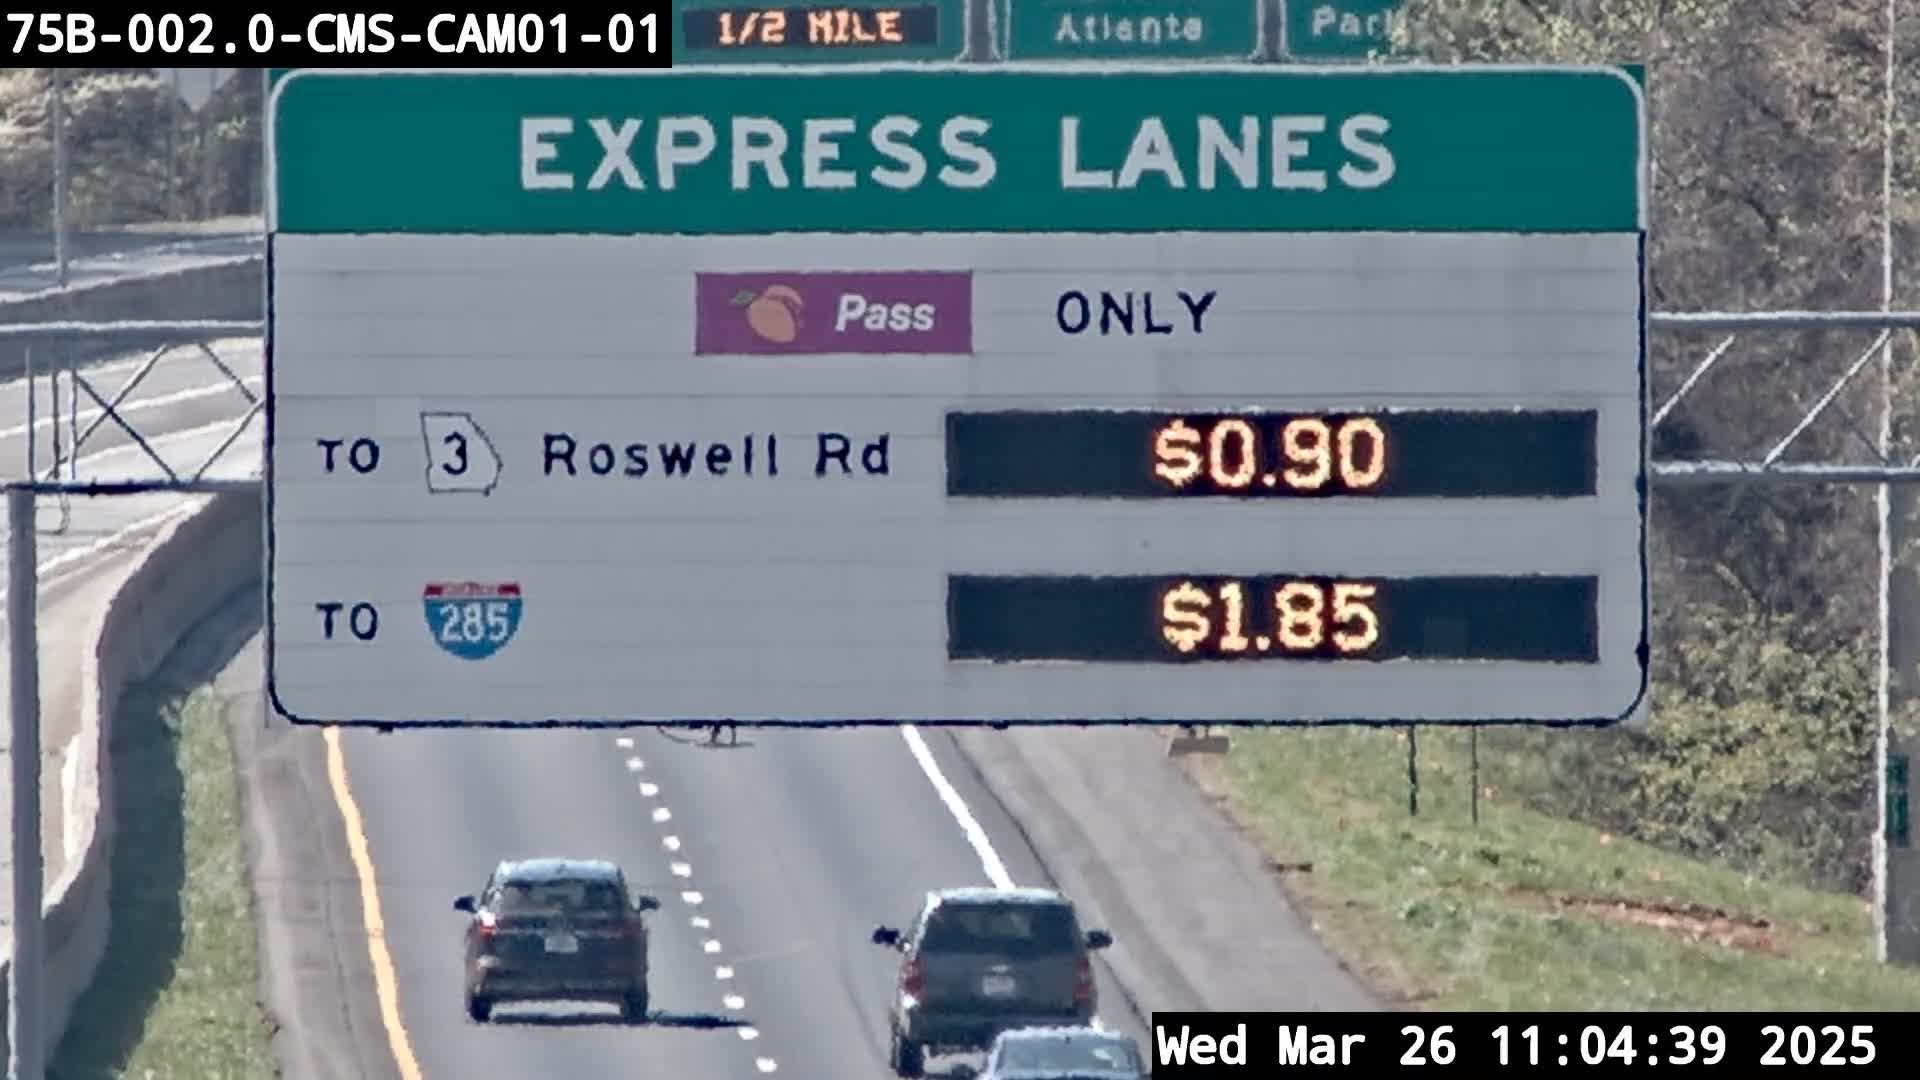 75B-002.0-CMS-CAM01-01
1/2 MILE
Atlanta
EXPRESS LANES
Pass ONLY
TO 3 Roswell Rd $0.90
TO 285 $1.85
Wed Mar 26 11:04:39 2025